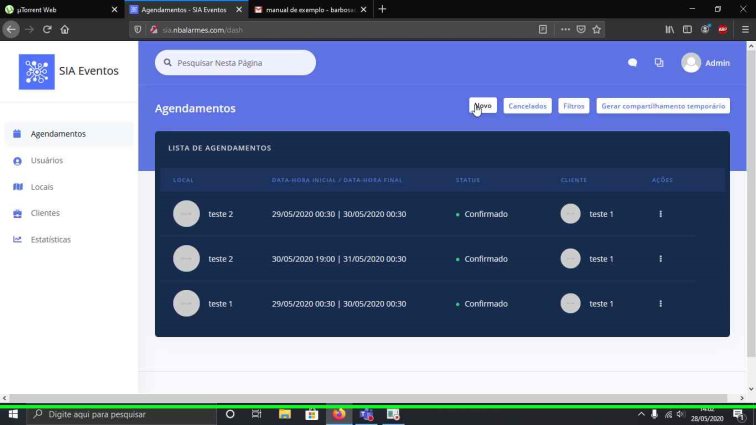 µTorrent Web
Agendamentos - SIA Eventos
manual de exemplo - barbosa
sia.nbalarmes.com/dash
SIA Eventos
Pesquisar Nesta Página
Admin
Agendamentos
Novo
Cancelados
Filtros
Gerar compartilhamento temporário
Agendamentos
Usuários
Locais
Clientes
Estatísticas
LISTA DE AGENDAMENTOS
LOCAL DATA-HORA INICIAL / DATA-HORA FINAL STATUS CLIENTE AÇÕES
teste 2 29/05/2020 00:30 | 30/05/2020 00:30 Confirmado teste 1
teste 2 30/05/2020 19:00 | 31/05/2020 00:30 Confirmado teste 1
teste 1 29/05/2020 00:30 | 30/05/2020 00:30 Confirmado teste 1
Digite aqui para pesquisar
14:02
28/05/2020